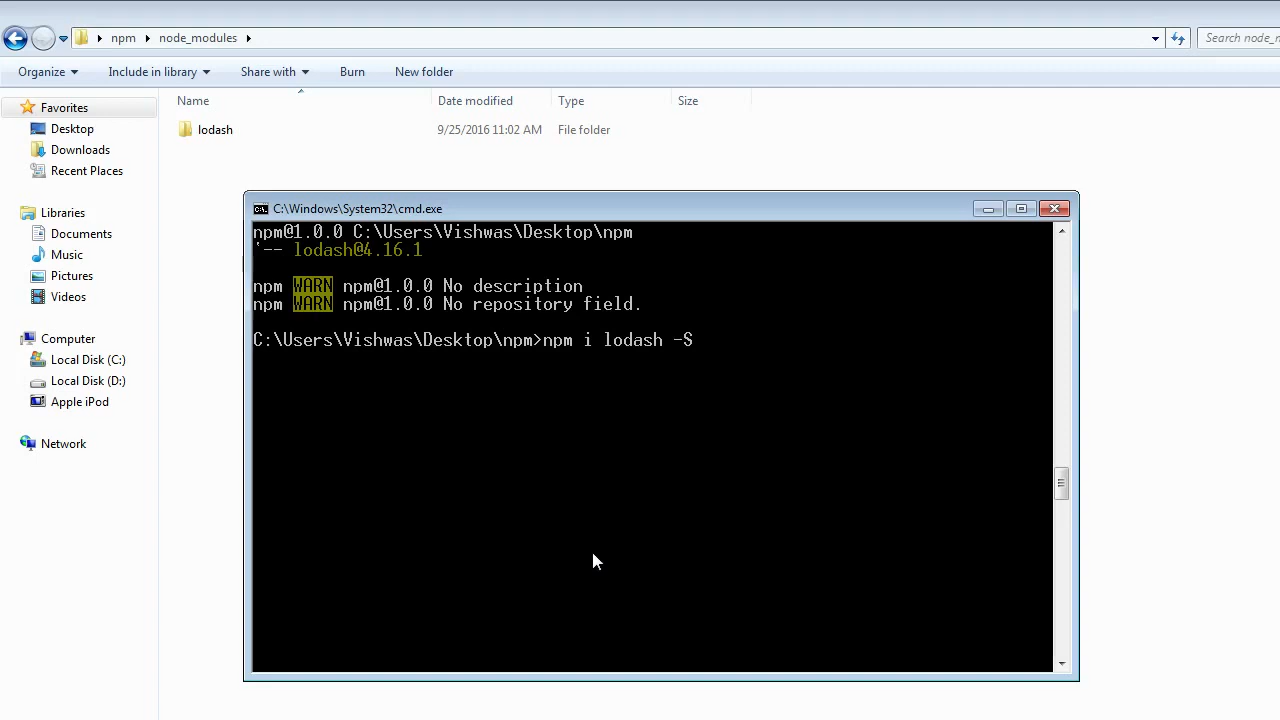 npm node_modules
Search node_n
Organize Include in library Share with Burn New folder
Name Date modified Type Size
lodash 9/25/2016 11:02 AM File folder
Favorites
Desktop
Downloads
Recent Places
Libraries
Documents
Music
Pictures
Videos
Computer
Local Disk (C:)
Local Disk (D:)
Apple iPod
Network
C:\Windows\System32\cmd.exe
npm@1.0.0 C:\Users\Vishwas\Desktop\npm
`-- lodash@4.16.1
npm WARN npm@1.0.0 No description
npm WARN npm@1.0.0 No repository field.
C:\Users\Vishwas\Desktop\npm>npm i lodash -S